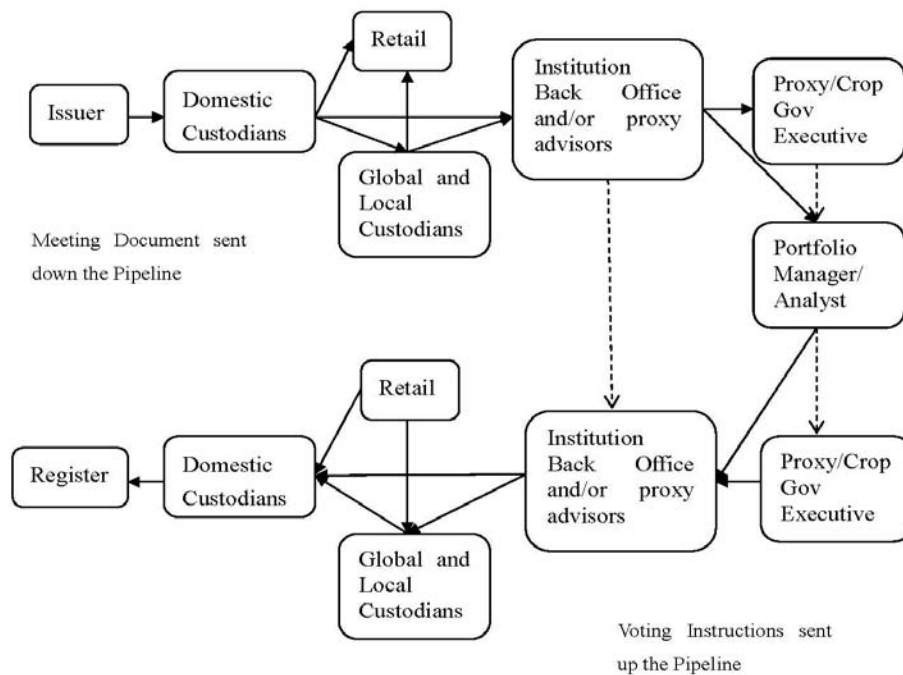 Retail
Institution
Back Office
and/or proxy
advisors
Proxy/Crop
Gov
Executive
Issuer
Domestic
Custodians
Global and
Local
Custodians
Meeting Document sent
down the Pipeline
Portfolio
Manager/
Analyst
Retail
Institution
Back Office
and/or proxy
advisors
Proxy/Crop
Gov
Executive
Register
Domestic
Custodians
Global and
Local
Custodians
Voting Instructions sent
up the Pipeline